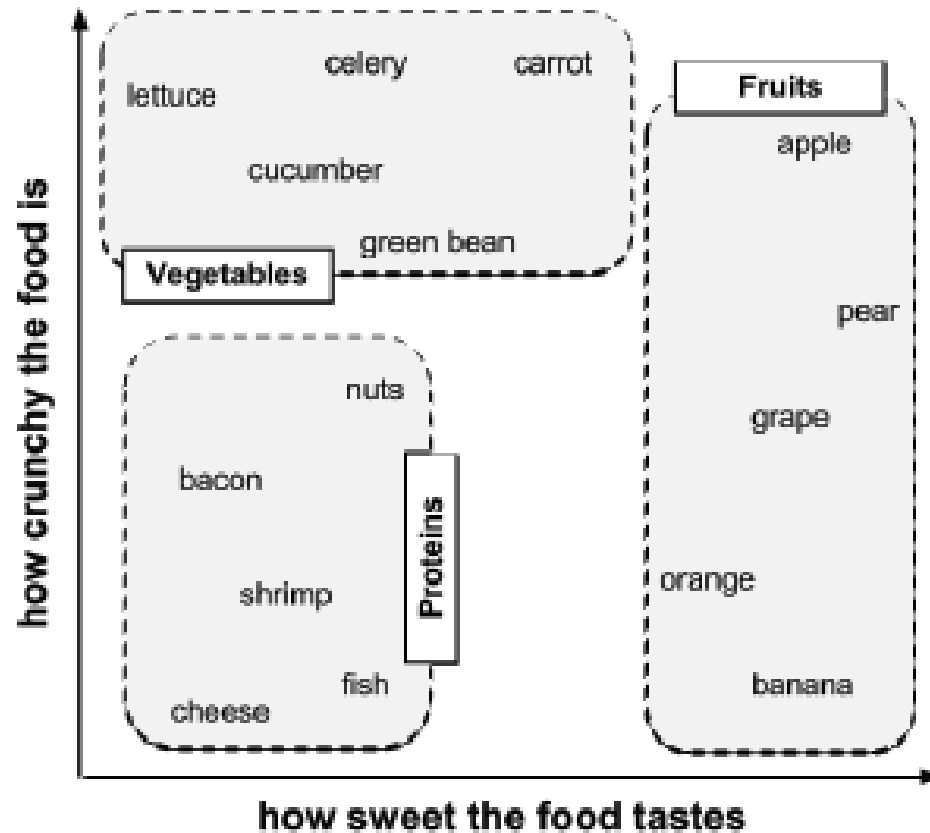 celery
carrot
lettuce
Fruits
apple
cucumber
green bean
Vegetables
pear
nuts
grape
bacon
Proteins
shrimp
orange
fish
banana
cheese
how crunchy the food is
how sweet the food tastes